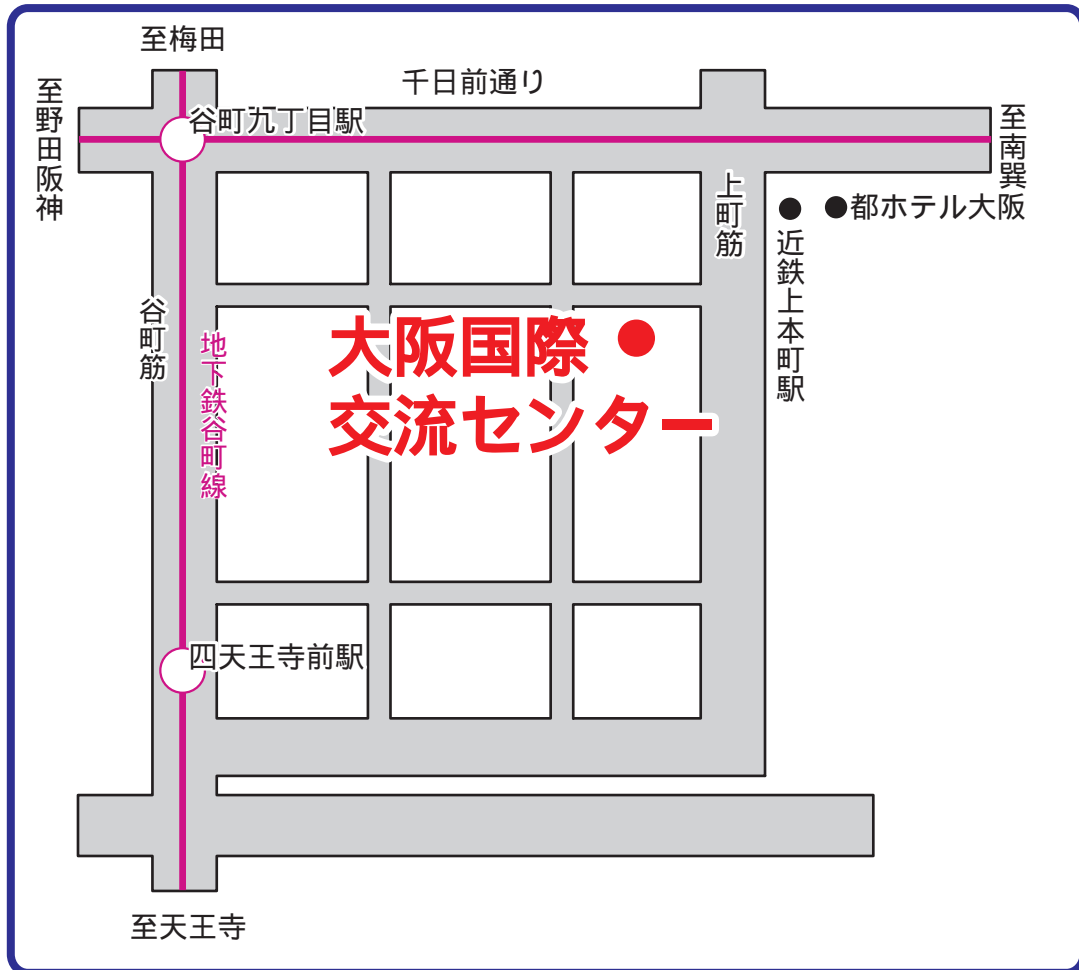 至梅田
千日前通り
至野田阪神
谷町九丁目駅
至南巽
上町筋
●都ホテル大阪
近鉄上本町駅
谷町筋
地下鉄谷町線
大阪国際
交流センター
四天王寺前駅
至天王寺